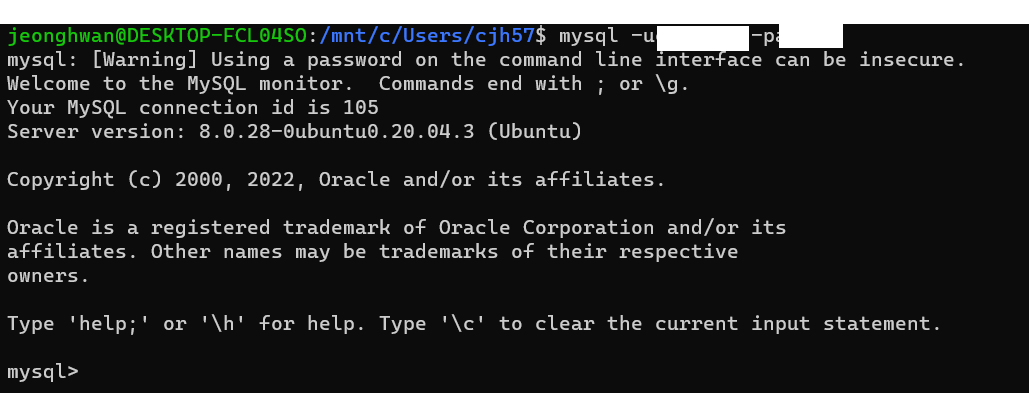 jeonghwan@DESKTOP-FCL04SO:/mnt/c/Users/cjh57$ mysql -u -pa
mysql: [Warning] Using a password on the command line interface can be insecure.
Welcome to the MySQL monitor.  Commands end with ; or \g.
Your MySQL connection id is 105
Server version: 8.0.28-0ubuntu0.20.04.3 (Ubuntu)
Copyright (c) 2000, 2022, Oracle and/or its affiliates.
Oracle is a registered trademark of Oracle Corporation and/or its
affiliates. Other names may be trademarks of their respective
owners.
Type 'help;' or '\h' for help. Type '\c' to clear the current input statement.
mysql>